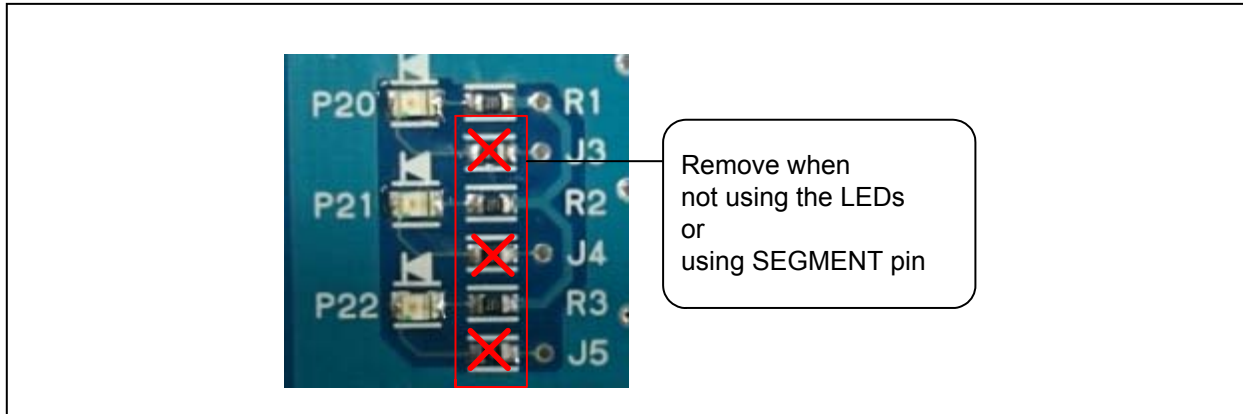 P20
R1
J3
P21
R2
J4
P22
R3
J5
Remove when
not using the LEDs
or
using SEGMENT pin